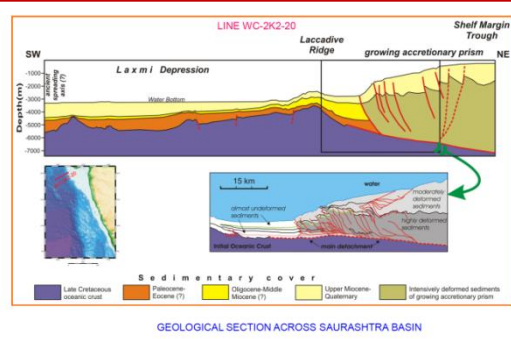 LINE WC-2K2-20
Shelf Margin
Trough
Laccadive
Ridge
growing accretionary prism
SW
NE
Laxmi Depression
ancient
spreading
axis (?)
Water Bottom
Depth(m)
-1000
-2000
-3000
-4000
-5000
-6000
-7000
15 km
water
moderately
deformed
sediments
almost undeformed
sediments
highly deformed
sediments
Initial Oceanic Crust
main detachment
Sedimentary cover
Late Cretaceous
oceanic crust
Paleocene-
Eocene (?)
Oligocene-Middle
Miocene (?)
Upper Miocene-
Quaternary
Intensively deformed sediments
of growing accretionary prism
GEOLOGICAL SECTION ACROSS SAURASHTRA BASIN